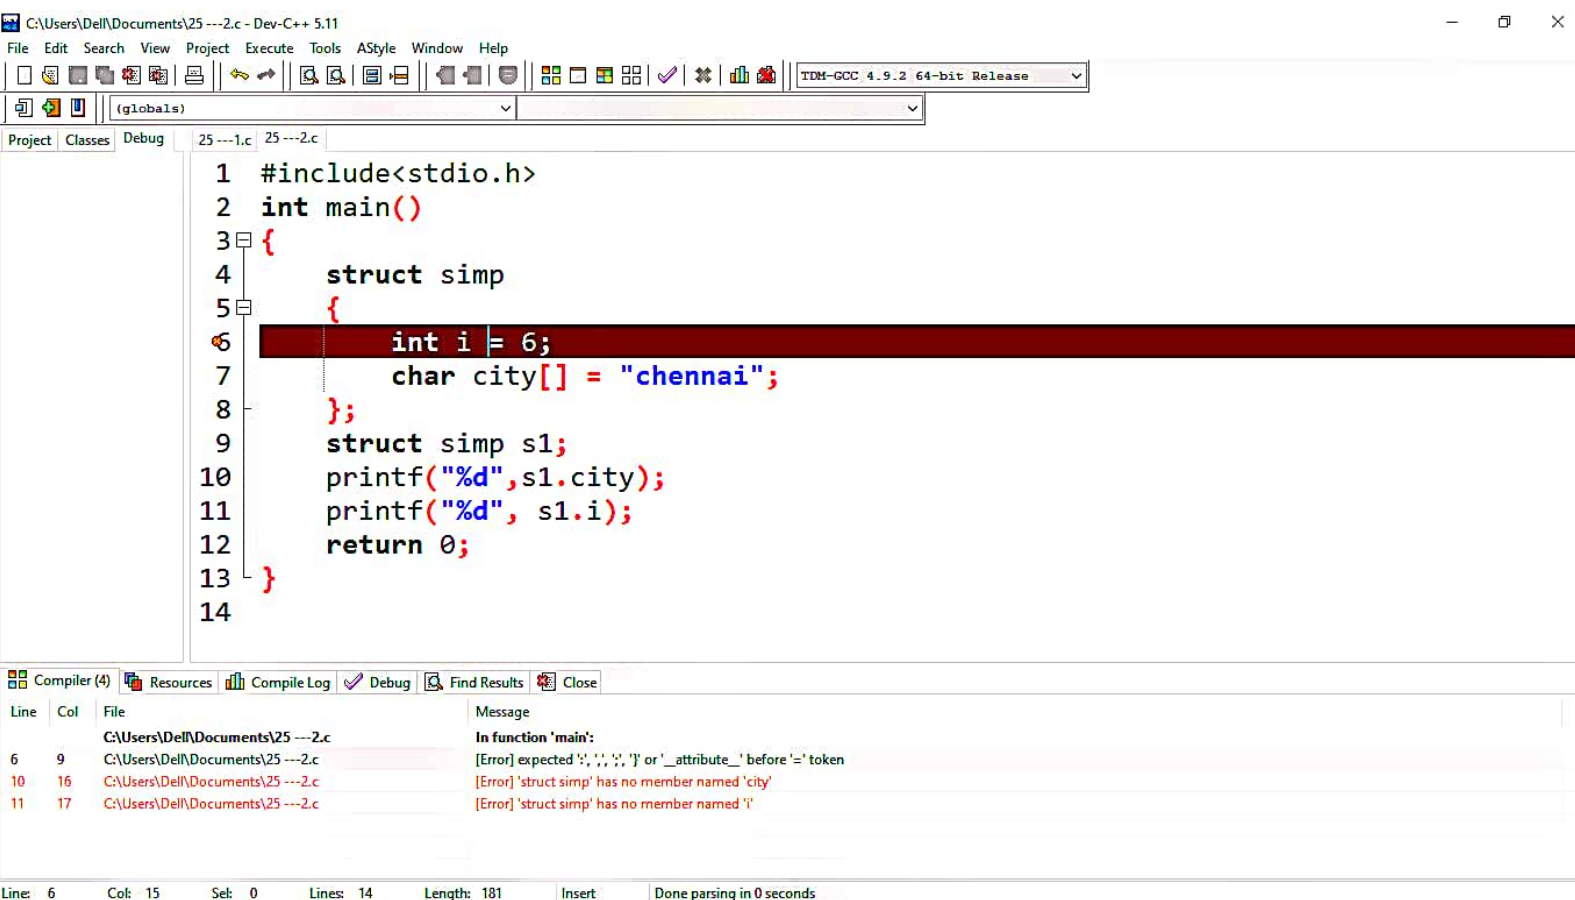 C:\Users\Dell\Documents\25 ---2.c - Dev-C++ 5.11
File Edit Search View Project Execute Tools AStyle Window Help
TDM-GCC 4.9.2 64-bit Release
(globals)
Project Classes Debug 25 ---1.c 25 ---2.c
1 #include<stdio.h>
2 int main()
3 {
4 struct simp
5 {
6 int i = 6;
7 char city[] = "chennai";
8 };
9 struct simp s1;
10 printf("%d",s1.city);
11 printf("%d", s1.i);
12 return 0;
13 }
14
Compiler (4) Resources Compile Log Debug Find Results Close
Line Col File Message
C:\Users\Dell\Documents\25 ---2.c In function 'main':
6 9 C:\Users\Dell\Documents\25 ---2.c [Error] expected ':', ',', ';', '}' or '__attribute__' before '=' token
10 16 C:\Users\Dell\Documents\25 ---2.c [Error] 'struct simp' has no member named 'city'
11 17 C:\Users\Dell\Documents\25 ---2.c [Error] 'struct simp' has no member named 'i'
Line: 6 Col: 15 Sel: 0 Lines: 14 Length: 181 Insert Done parsing in 0 seconds